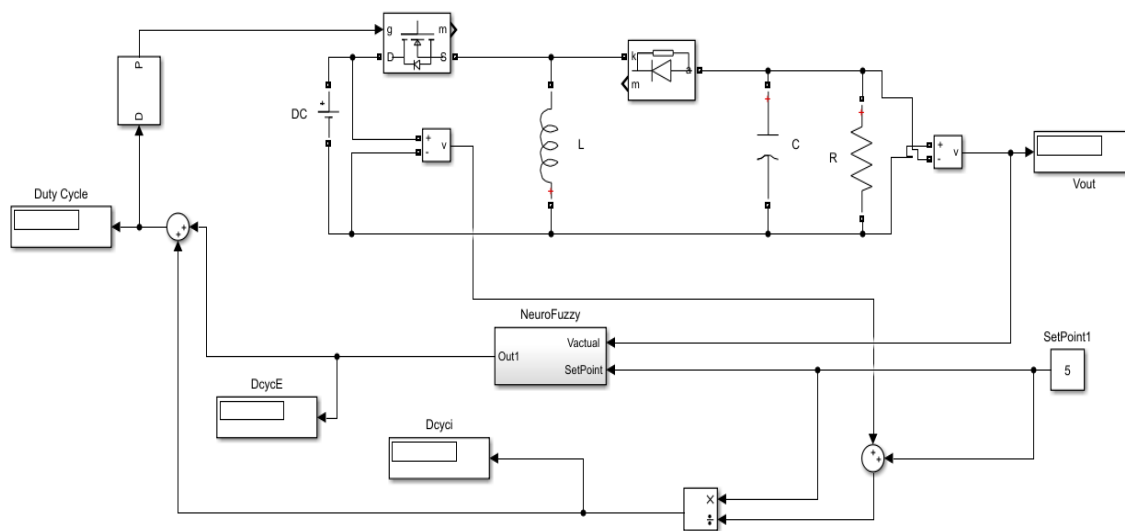 g
m
D
S
k
a
m
P
D
DC
+
+
-
v
L
C
R
+
-
v
Vout
Duty Cycle
+
+
NeuroFuzzy
Vactual
Out1
SetPoint
SetPoint1
5
DcycE
Dcyci
+
+
×
÷